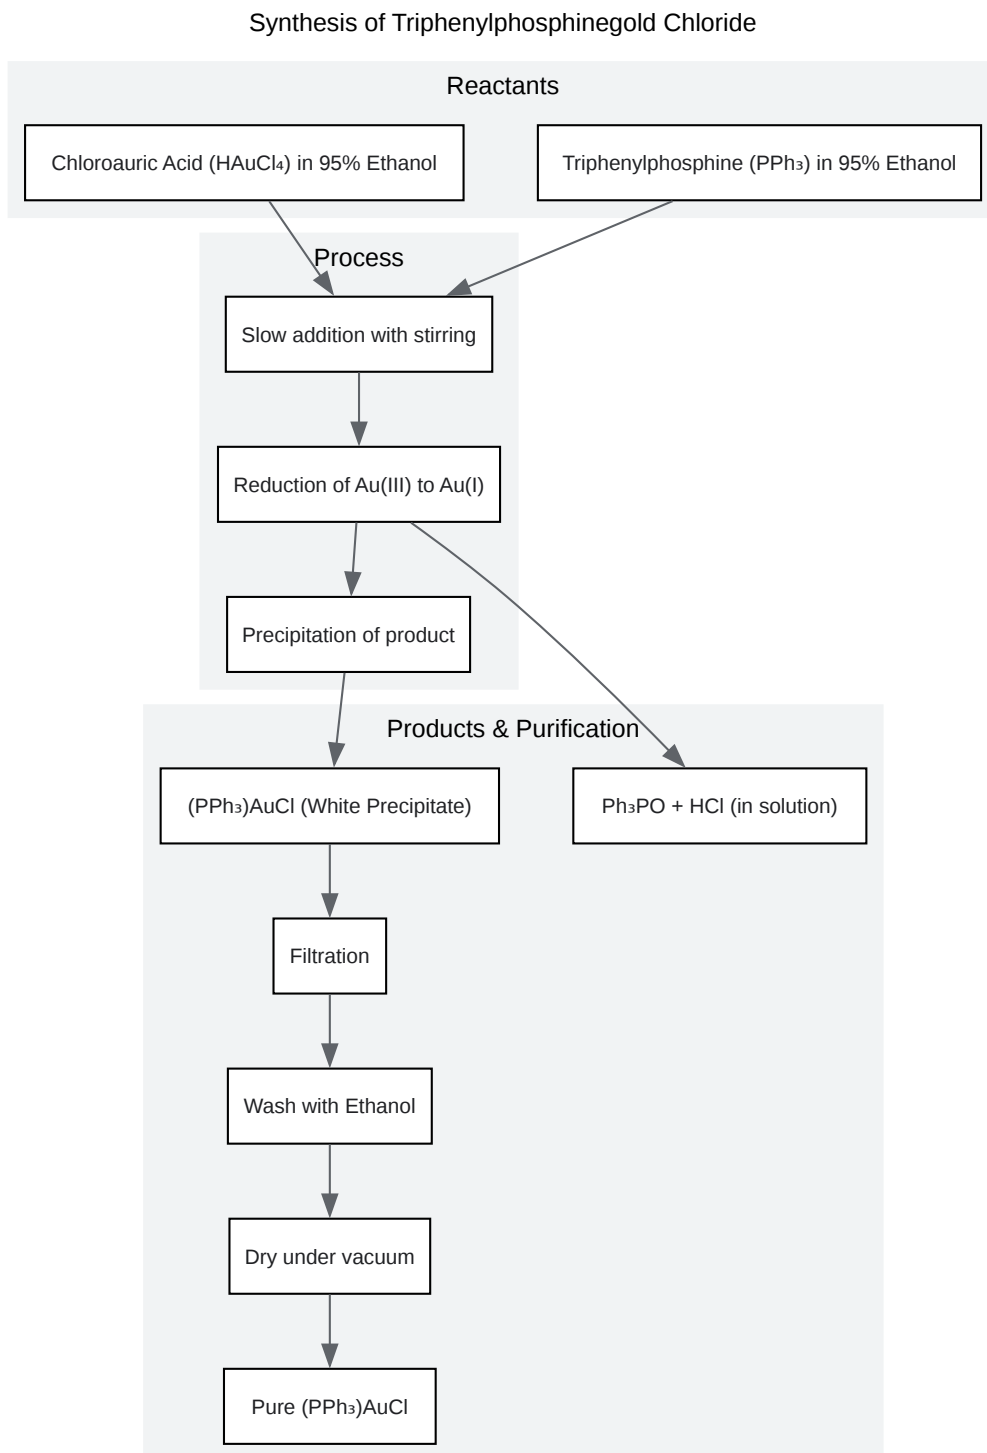 Synthesis of Triphenylphosphinegold Chloride
Reactants
Chloroauric Acid (HAuCl₄) in 95% Ethanol
Triphenylphosphine (PPh₃) in 95% Ethanol
Process
Slow addition with stirring
Reduction of Au(III) to Au(I)
Precipitation of product
Products & Purification
(PPh₃)AuCl (White Precipitate)
Ph₃PO + HCl (in solution)
Filtration
Wash with Ethanol
Dry under vacuum
Pure (PPh₃)AuCl